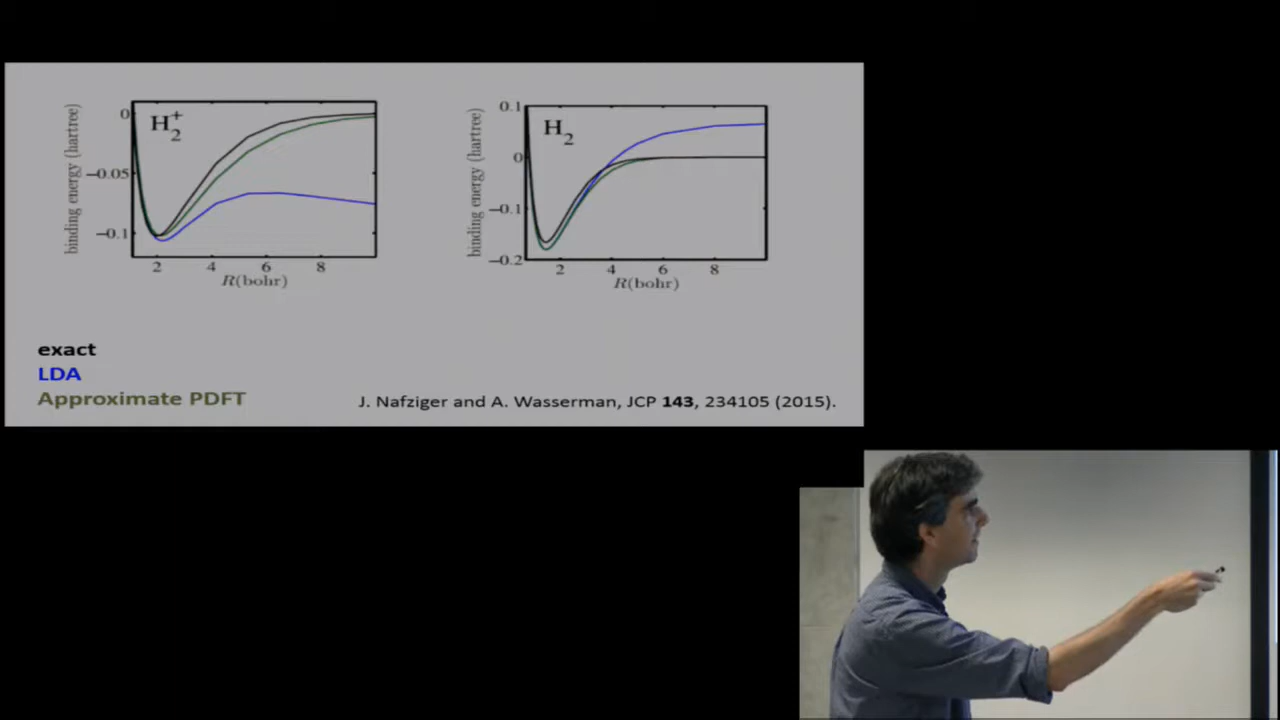 H2+
0
−0.05
−0.1
binding energy (hartree)
2 4 6 8
R(bohr)
H2
0.1
0
−0.1
−0.2
binding energy (hartree)
2 4 6 8
R(bohr)
exact
LDA
Approximate PDFT
J. Nafziger and A. Wasserman, JCP 143, 234105 (2015).